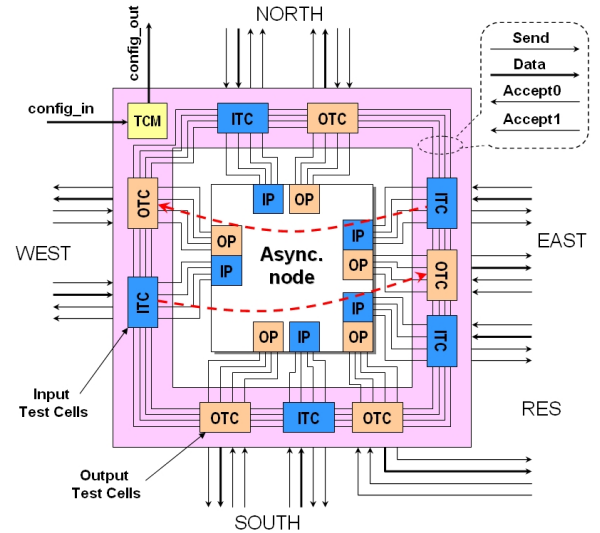 NORTH
config_out
config_in
TCM
ITC
OTC
Send
Data
Accept0
Accept1
OTC
IP
OP
ITC
WEST
OP
IP
Async.
node
IP
OP
EAST
OTC
ITC
IP
OP
ITC
OP
IP
Input
Test Cells
OTC
ITC
OTC
RES
Output
Test Cells
SOUTH